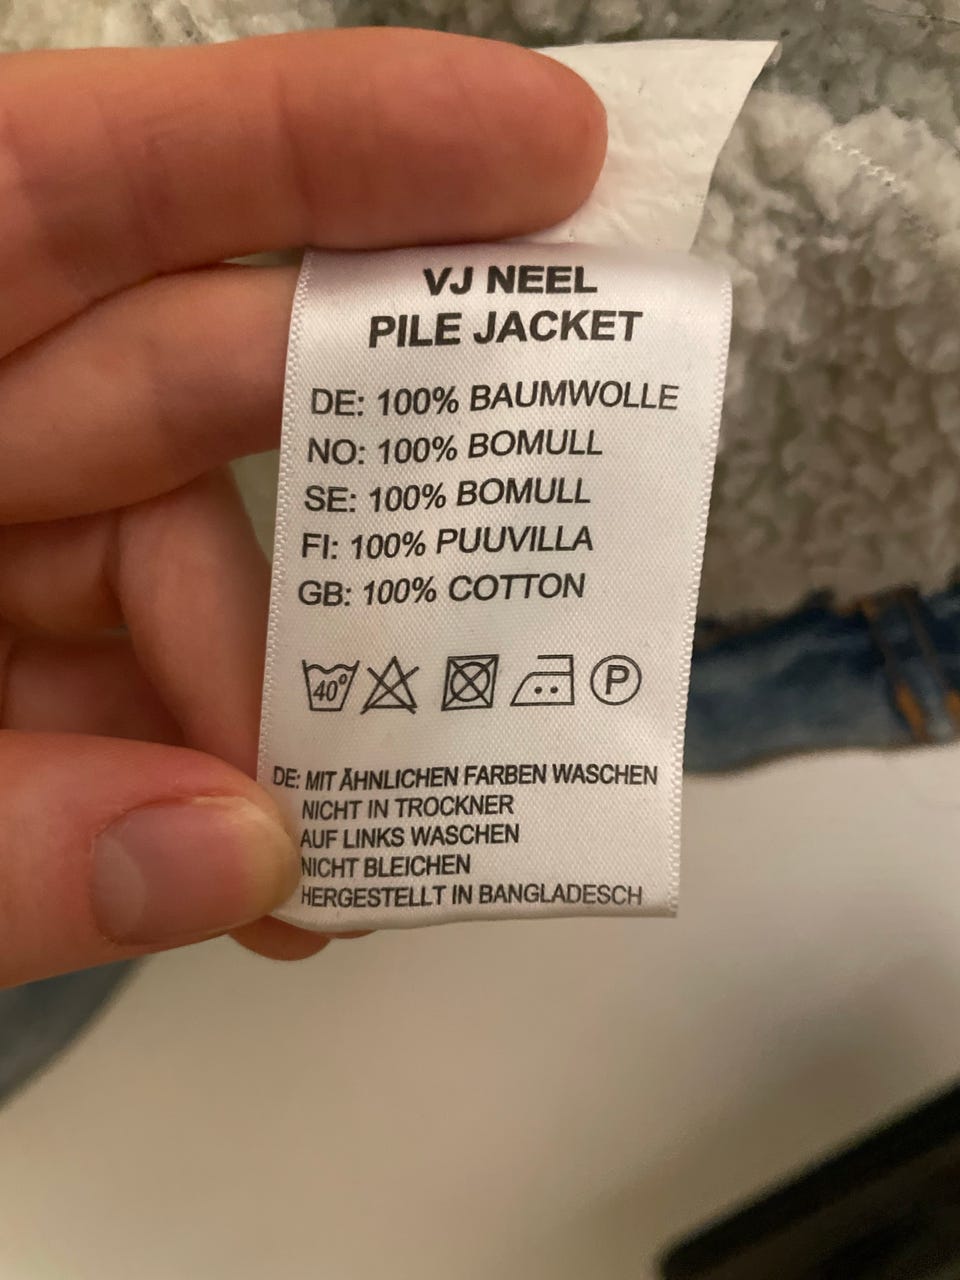 VJ NEEL
PILE JACKET
DE: 100% BAUMWOLLE
NO: 100% BOMULL
SE: 100% BOMULL
FI: 100% PUUVILLA
GB: 100% COTTON
40° P
DE: MIT ÄHNLICHEN FARBEN WASCHEN
NICHT IN TROCKNER
AUF LINKS WASCHEN
NICHT BLEICHEN
HERGESTELLT IN BANGLADESCH